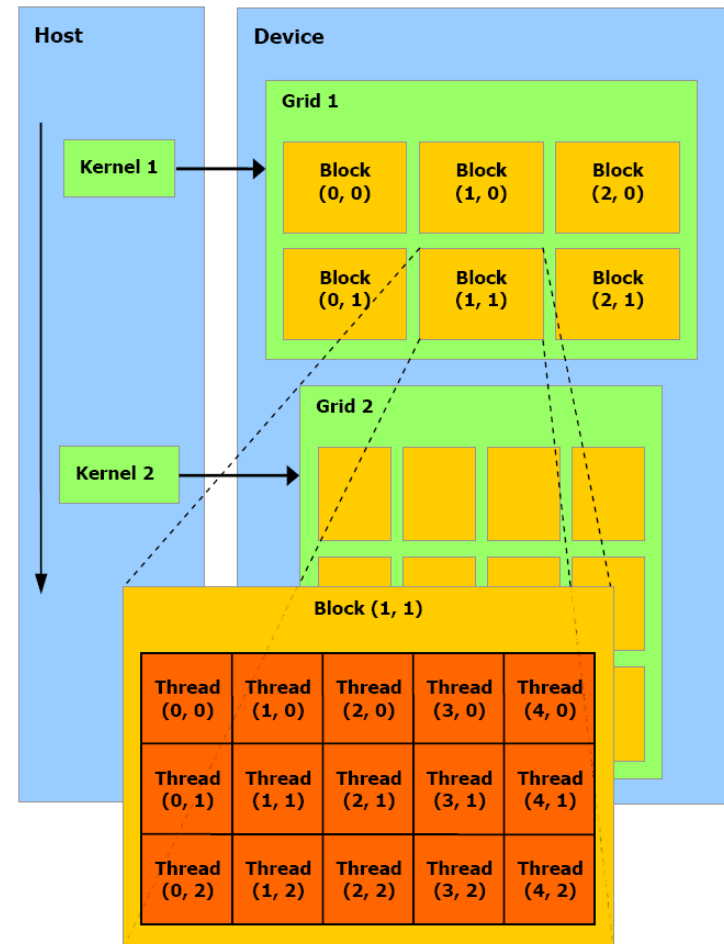 Host
Device
Grid 1
Kernel 1
Block
(0, 0)
Block
(1, 0)
Block
(2, 0)
Block
(0, 1)
Block
(1, 1)
Block
(2, 1)
Grid 2
Kernel 2
Block (1, 1)
Thread
(0, 0)
Thread
(1, 0)
Thread
(2, 0)
Thread
(3, 0)
Thread
(4, 0)
Thread
(0, 1)
Thread
(1, 1)
Thread
(2, 1)
Thread
(3, 1)
Thread
(4, 1)
Thread
(0, 2)
Thread
(1, 2)
Thread
(2, 2)
Thread
(3, 2)
Thread
(4, 2)